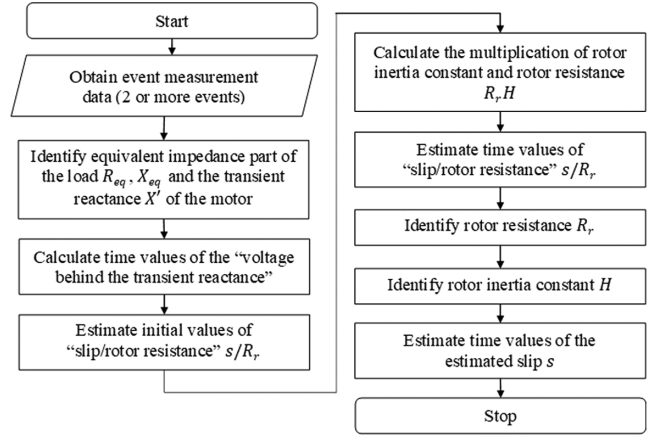 Start
Obtain event measurement
data (2 or more events)
Identify equivalent impedance part of
the load R_eq, X_eq and the transient
reactance X′ of the motor
Calculate time values of the “voltage
behind the transient reactance”
Estimate initial values of
“slip/rotor resistance” s/R_r
Calculate the multiplication of rotor
inertia constant and rotor resistance
R_r H
Estimate time values of
“slip/rotor resistance” s/R_r
Identify rotor resistance R_r
Identify rotor inertia constant H
Estimate time values of the
estimated slip s
Stop